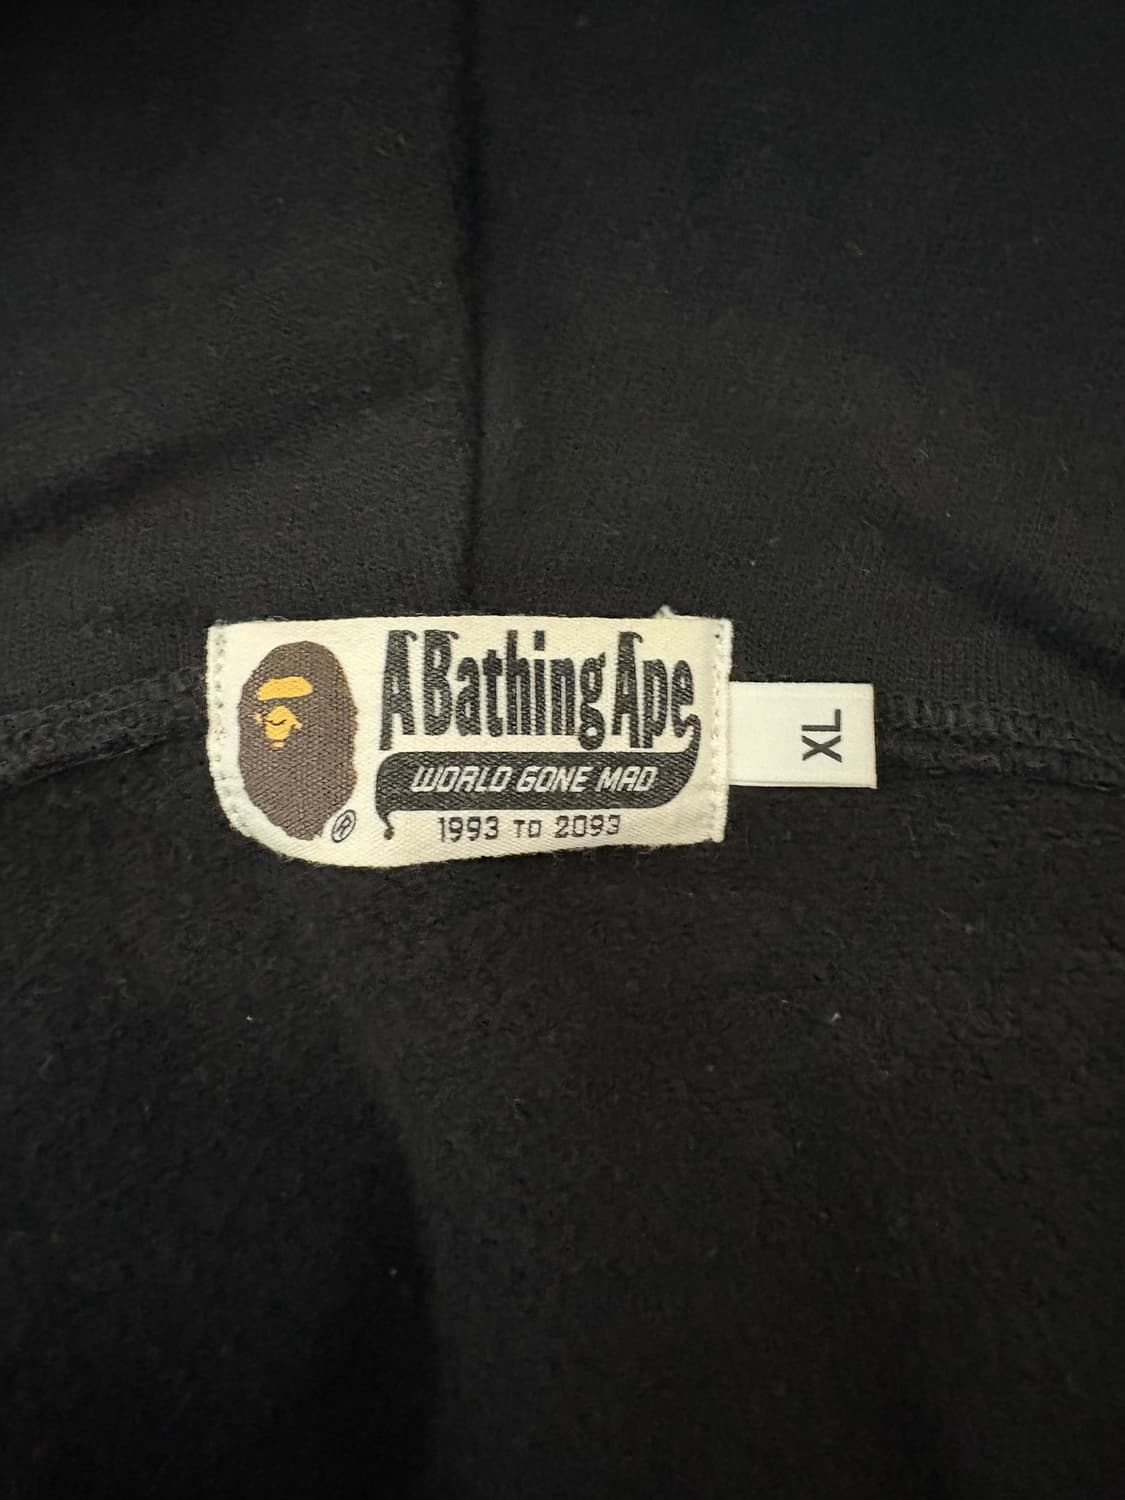 A Bathing Ape
WORLD GONE MAD
1993 TO 2093
®
XL